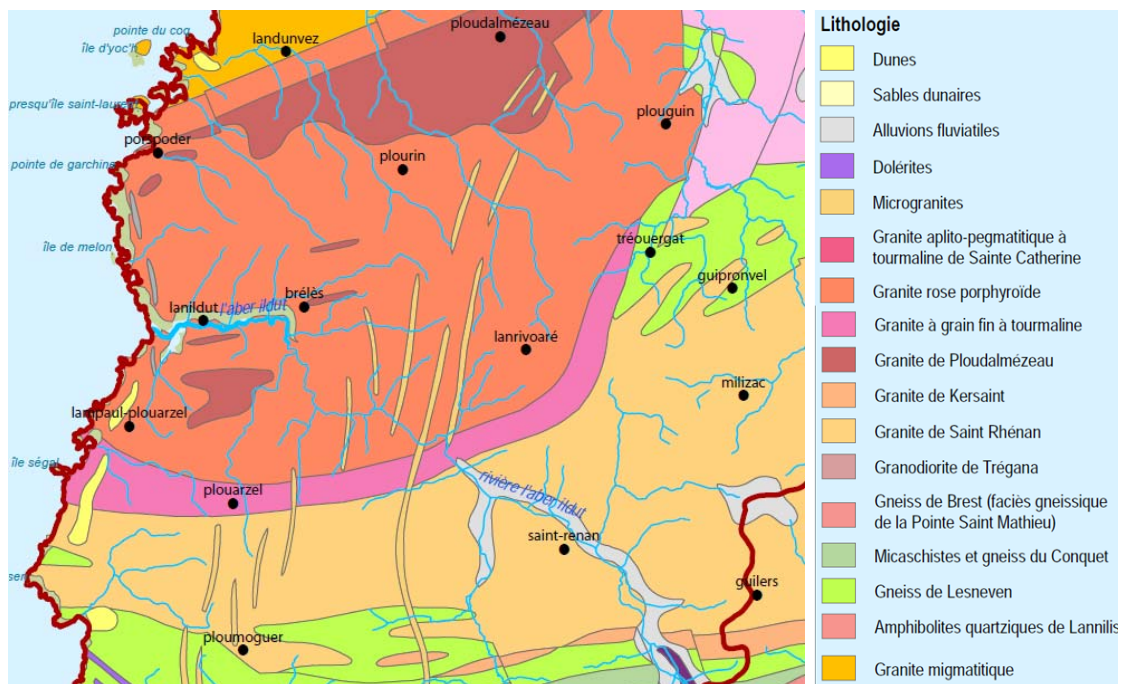 pointe du coq
île d'yoc'h
landunvez
ploudalmézeau
presqu'île saint-laurent
porspoder
plouguin
pointe de garchine
plourin
île de melon
tréouergat
guipronvel
lanildut
l'aber ildut
brélès
lanrivoaré
milizac
lampaul-plouarzel
île ségal
plouarzel
rivière l'aber ildut
saint-renan
ser
guilers
ploumoguer
Lithologie
Dunes
Sables dunaires
Alluvions fluviatiles
Dolérites
Microgranites
Granite aplito-pegmatitique à
tourmaline de Sainte Catherine
Granite rose porphyroïde
Granite à grain fin à tourmaline
Granite de Ploudalmézeau
Granite de Kersaint
Granite de Saint Rhénan
Granodiorite de Trégana
Gneiss de Brest (faciès gneissique
de la Pointe Saint Mathieu)
Micaschistes et gneiss du Conquet
Gneiss de Lesneven
Amphibolites quartziques de Lannilis
Granite migmatitique